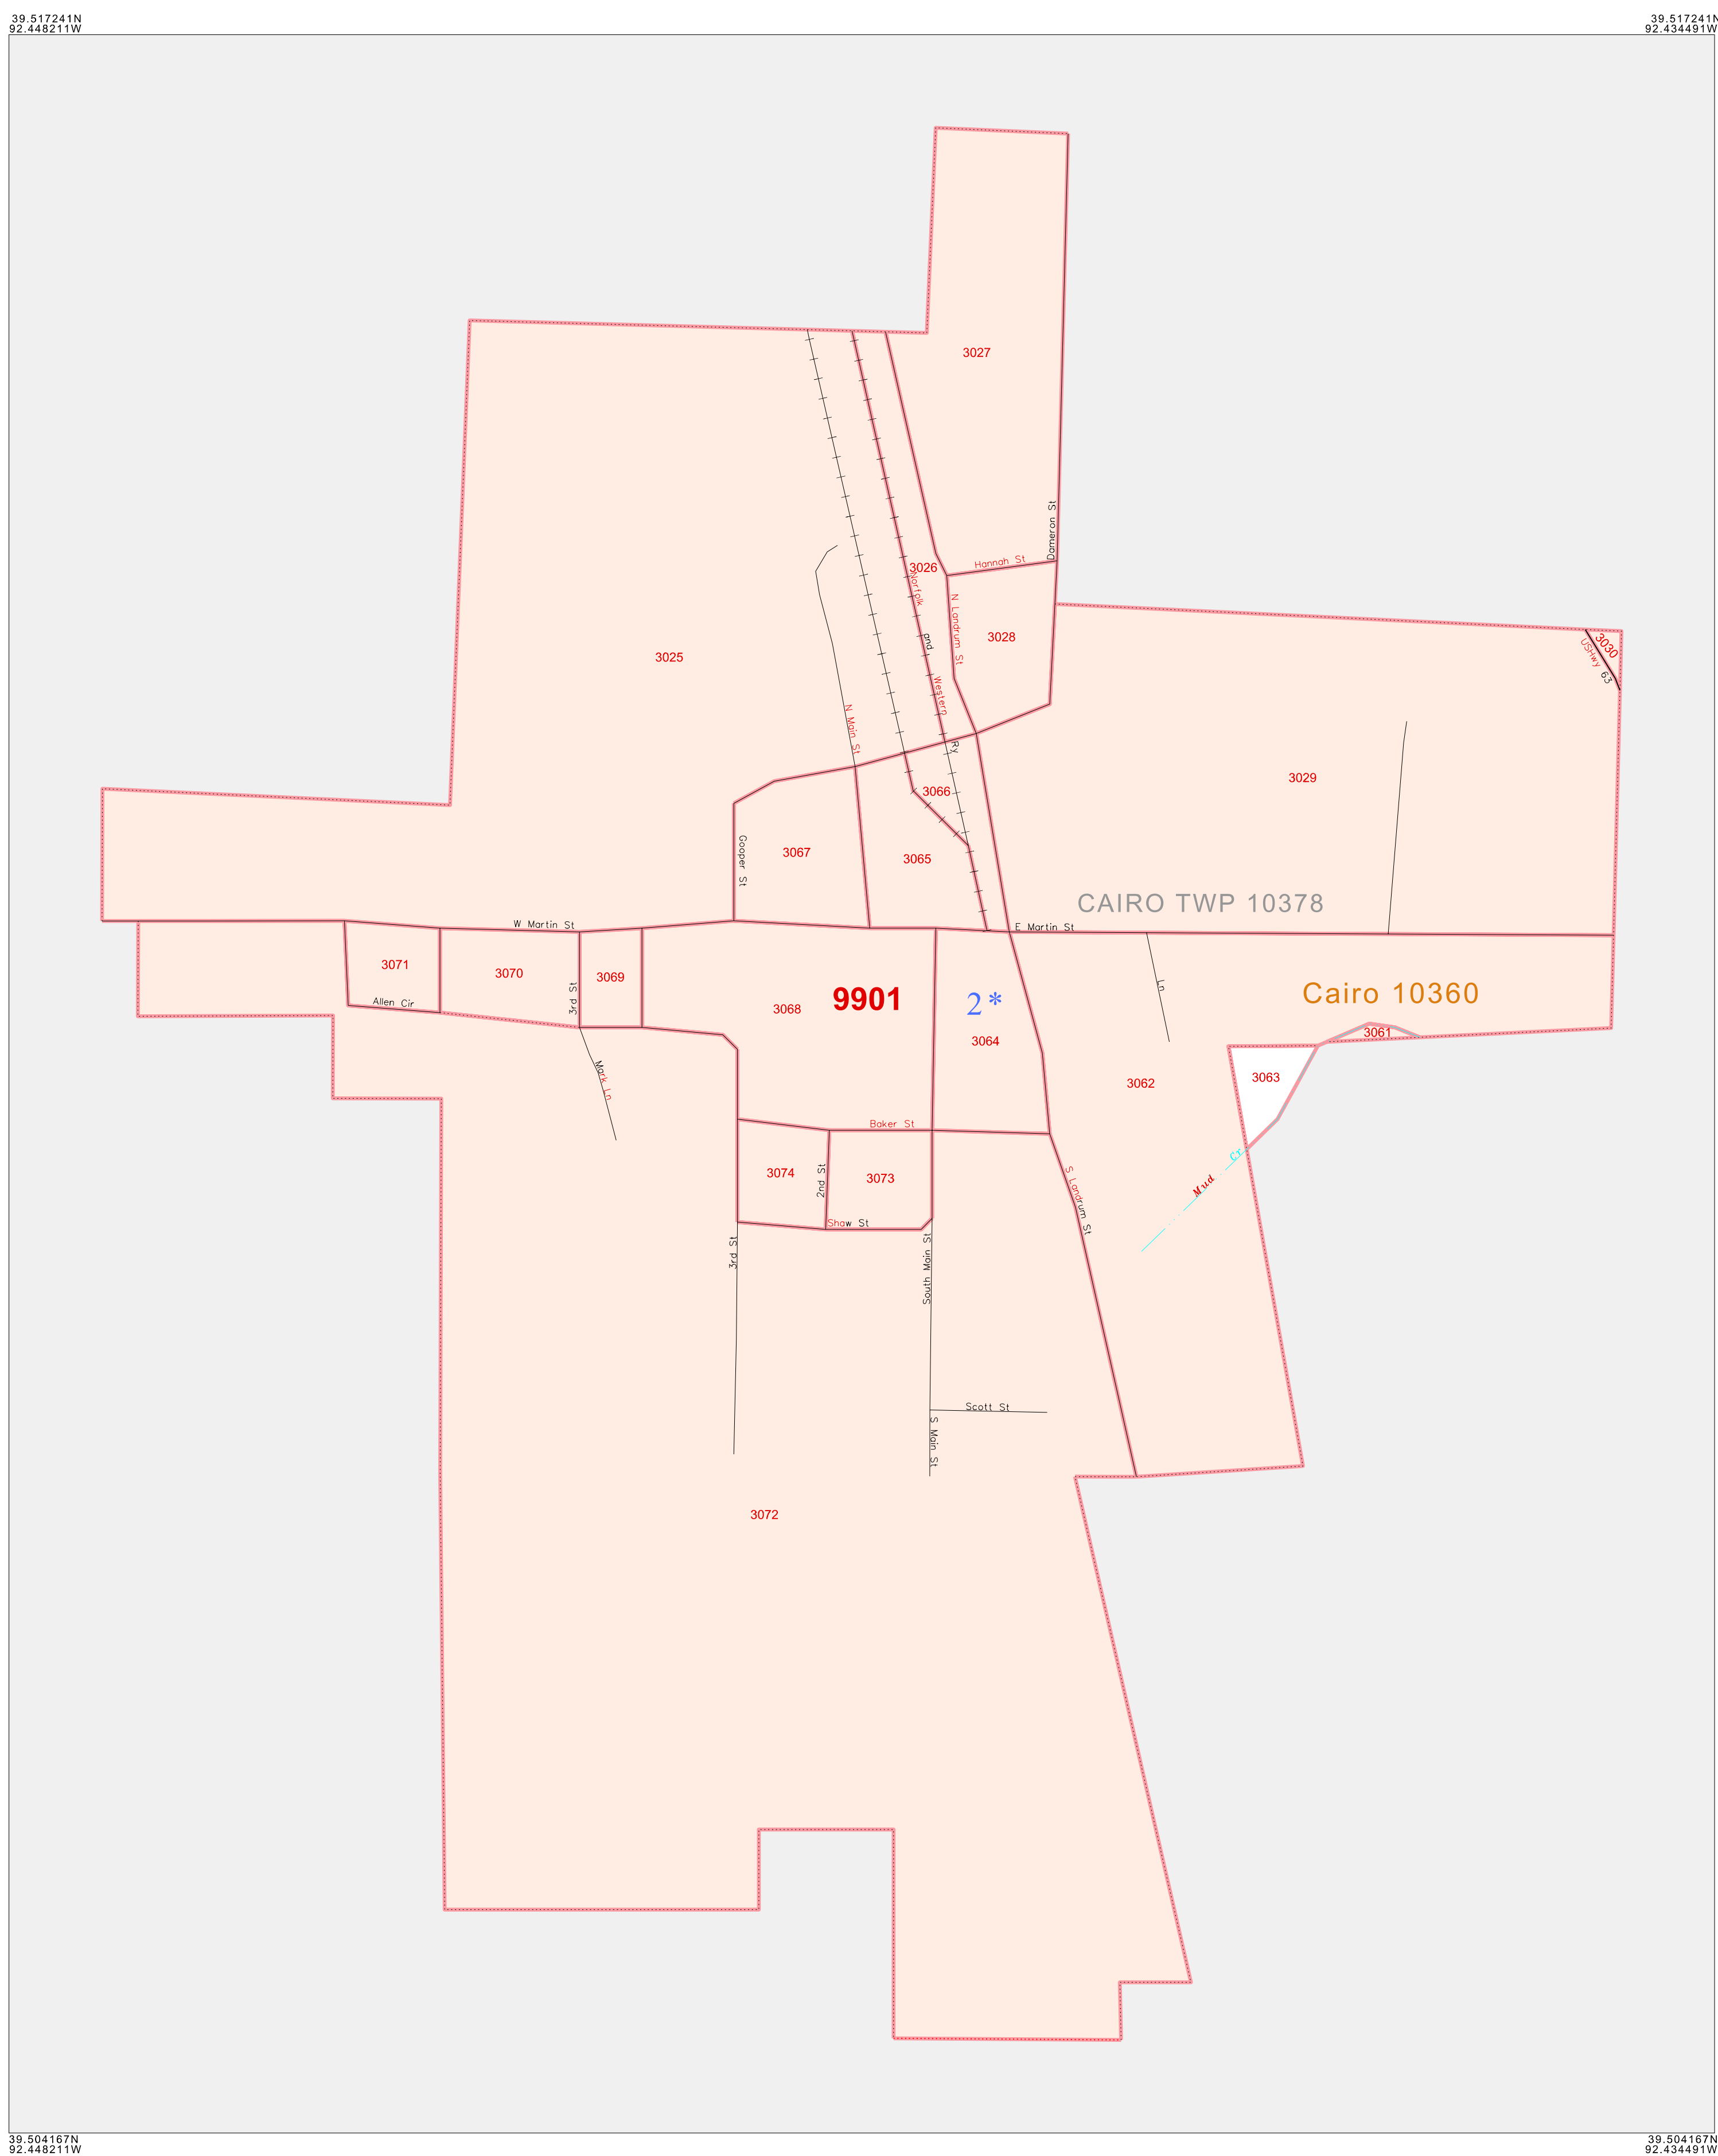 39.517241N
92.448211W
39.517241N
92.434491W
3027
Dameron St
Hannah St
3026
Norfolk and Western Ry
N Landrum St
3028
3025
3030
USHwy 63
N Main St
3029
3066
Gooper St
3067
3065
CAIRO TWP 10378
W Martin St
E Martin St
3071
3070
3rd St
3069
Allen Cir
3068
9901
2*
3064
Ln
Cairo 10360
3061
3063
3062
Mark Ln
Baker St
Mud Cr
3074
2nd St
3073
S Landrum St
Shaw St
3rd St
South Main St
Scott St
S Main St
3072
39.504167N
92.448211W
39.504167N
92.434491W